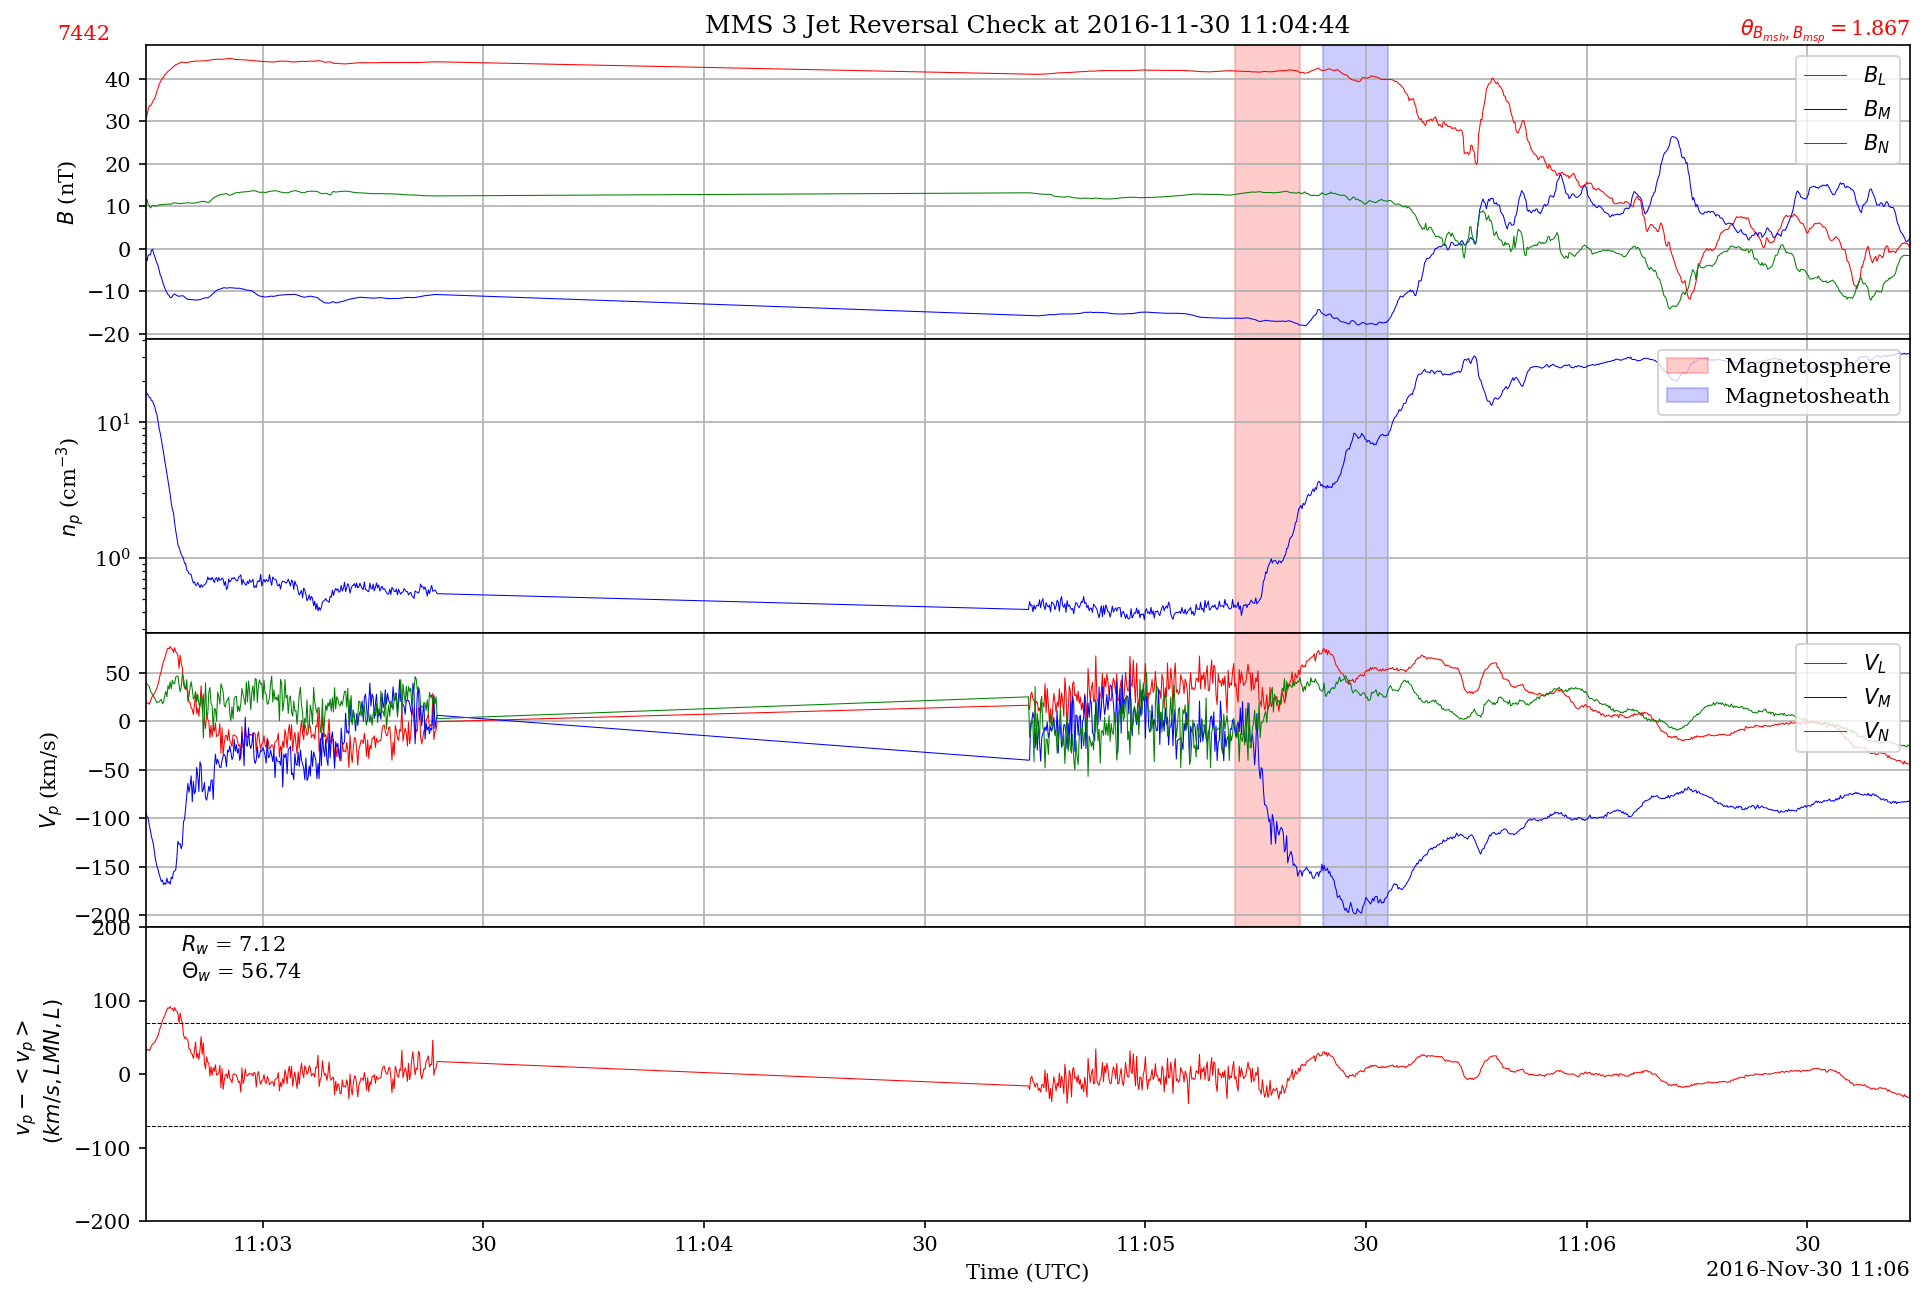 MMS 3 Jet Reversal Check at 2016-11-30 11:04:44
7442
θ_{B_{msh}, B_{msp}} = 1.867
B (nT)
40
30
20
10
0
−10
−20
B_L
B_M
B_N
n_p (cm^{−3})
10^1
10^0
Magnetosphere
Magnetosheath
V_p (km/s)
50
0
−50
−100
−150
−200
V_L
V_M
V_N
v_p − < v_p >
(km/s, LMN, L)
200
100
0
−100
−200
R_w = 7.12
Θ_w = 56.74
11:03 30 11:04 30 11:05 30 11:06 30
Time (UTC)
2016-Nov-30 11:06